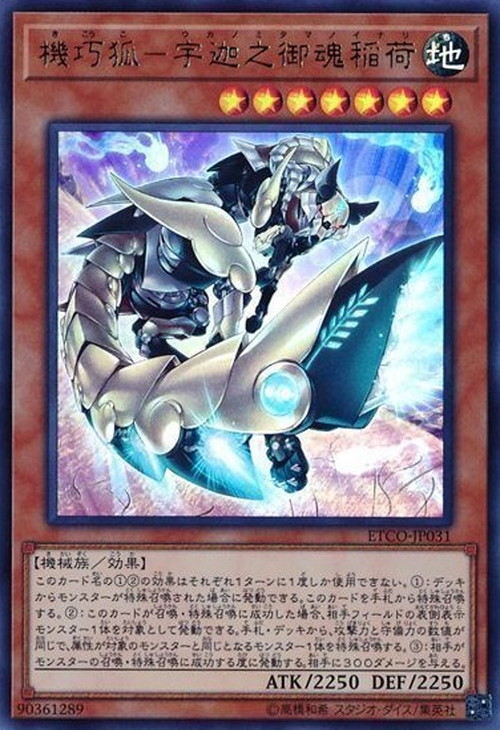 機巧狐－宇迦之御魂稲荷
地
ETCO-JP031
【機械族／効果】
このカード名の①②の効果はそれぞれ１ターンに１度しか使用できない。①：デッキ
からモンスターが特殊召喚された場合に発動できる。このカードを手札から特殊召喚
する。②：このカードが召喚・特殊召喚に成功した場合、相手フィールドの表側表示
モンスター１体を対象として発動できる。手札・デッキから、攻撃力と守備力の数値が
同じで、属性が対象のモンスターと同じとなるモンスター１体を特殊召喚する。③：相手が
モンスターの召喚・特殊召喚に成功する度に発動する。相手に３００ダメージを与える。
ATK/2250 DEF/2250
90361289 ©高橋和希 スタジオ・ダイス/集英社